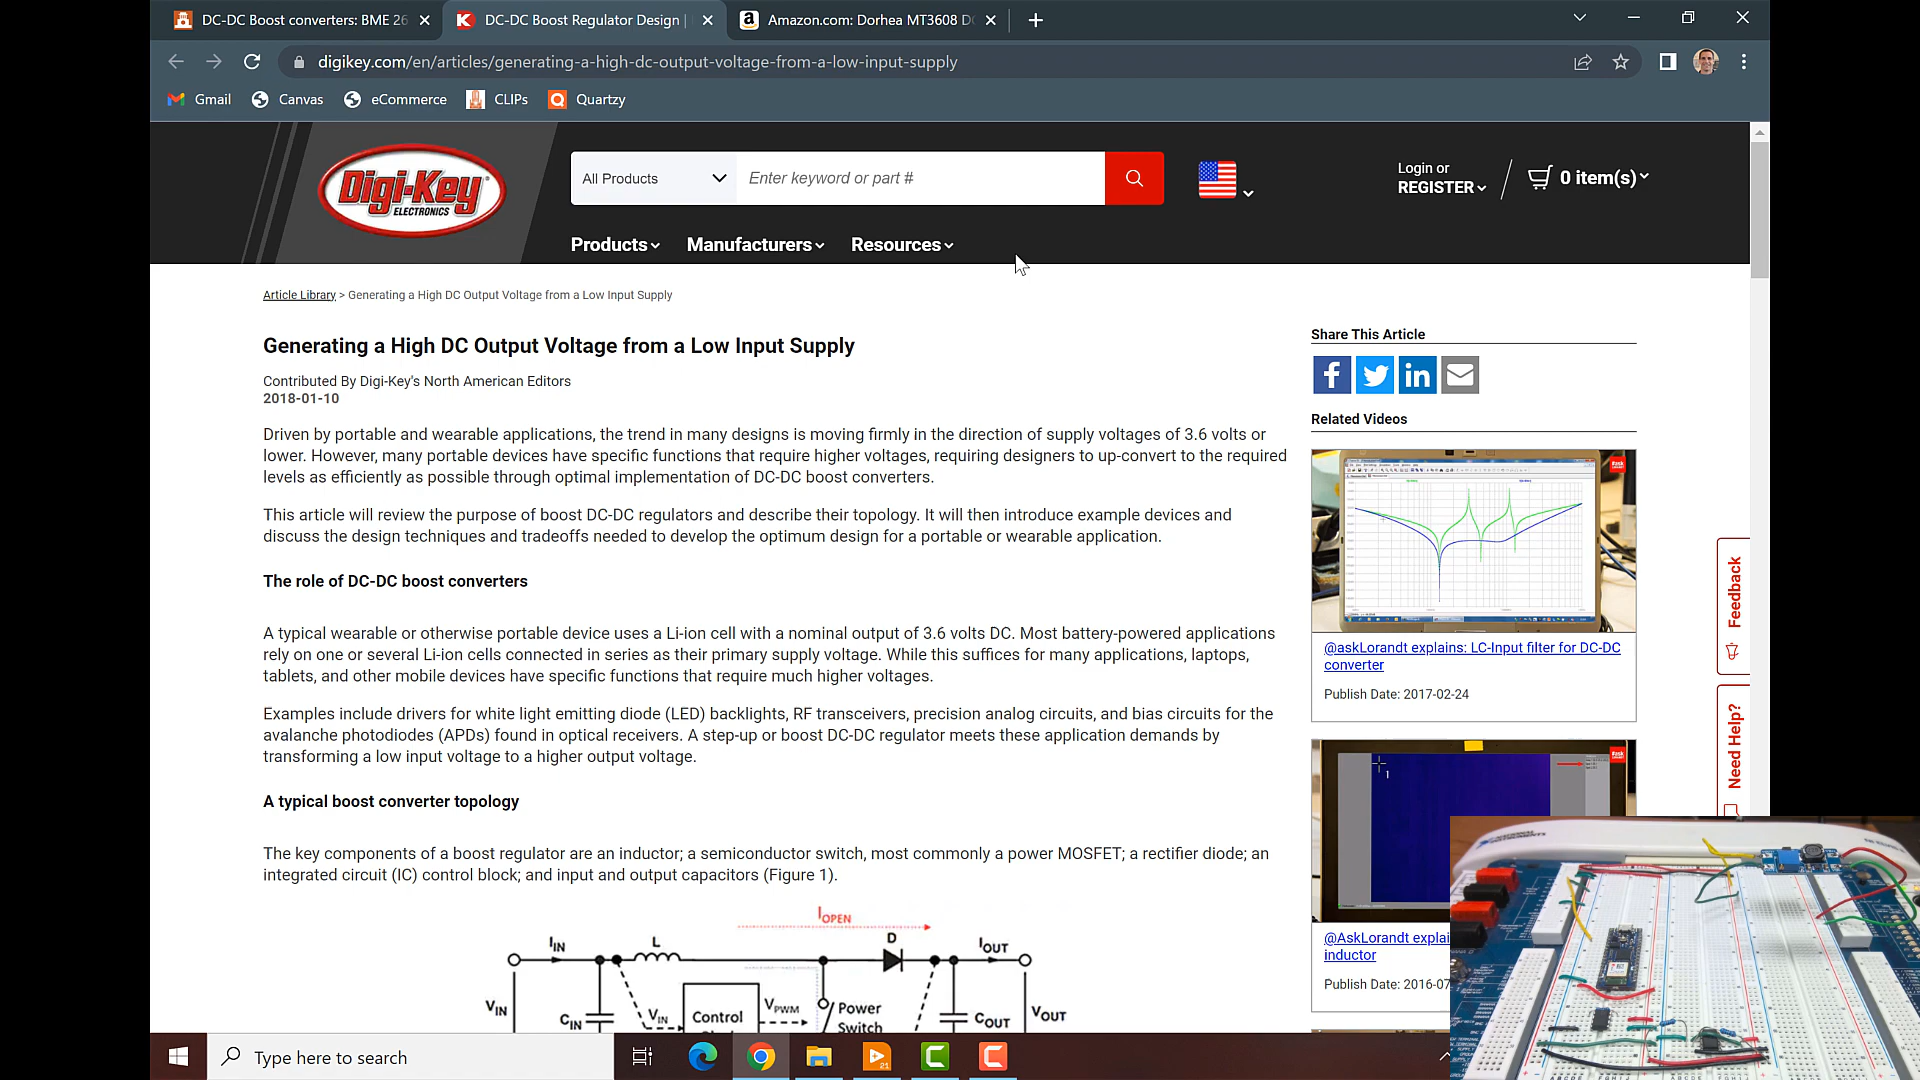 DC-DC Boost converters: BME 26
DC-DC Boost Regulator Design |
Amazon.com: Dorhea MT3608 DC
digikey.com/en/articles/generating-a-high-dc-output-voltage-from-a-low-input-supply
Gmail
Canvas
eCommerce
CLIPs
Quartzy
Digi-Key
ELECTRONICS
All Products
Enter keyword or part #
Login or
REGISTER
0 item(s)
Products
Manufacturers
Resources
Article Library > Generating a High DC Output Voltage from a Low Input Supply
Generating a High DC Output Voltage from a Low Input Supply
Contributed By Digi-Key's North American Editors
2018-01-10
Driven by portable and wearable applications, the trend in many designs is moving firmly in the direction of supply voltages of 3.6 volts or
lower. However, many portable devices have specific functions that require higher voltages, requiring designers to up-convert to the required
levels as efficiently as possible through optimal implementation of DC-DC boost converters.
This article will review the purpose of boost DC-DC regulators and describe their topology. It will then introduce example devices and
discuss the design techniques and tradeoffs needed to develop the optimum design for a portable or wearable application.
The role of DC-DC boost converters
A typical wearable or otherwise portable device uses a Li-ion cell with a nominal output of 3.6 volts DC. Most battery-powered applications
rely on one or several Li-ion cells connected in series as their primary supply voltage. While this suffices for many applications, laptops,
tablets, and other mobile devices have specific functions that require much higher voltages.
Examples include drivers for white light emitting diode (LED) backlights, RF transceivers, precision analog circuits, and bias circuits for the
avalanche photodiodes (APDs) found in optical receivers. A step-up or boost DC-DC regulator meets these application demands by
transforming a low input voltage to a higher output voltage.
A typical boost converter topology
The key components of a boost regulator are an inductor; a semiconductor switch, most commonly a power MOSFET; a rectifier diode; an
integrated circuit (IC) control block; and input and output capacitors (Figure 1).
IOPEN
IIN
L
D
IOUT
VIN
CIN
VIN
Control
VPWM
Power
Switch
COUT
VOUT
Share This Article
Related Videos
@askLorandt explains: LC-Input filter for DC-DC
converter
Publish Date: 2017-02-24
1
@AskLorandt explai
inductor
Publish Date: 2016-07
Feedback
Need Help?
Type here to search
21